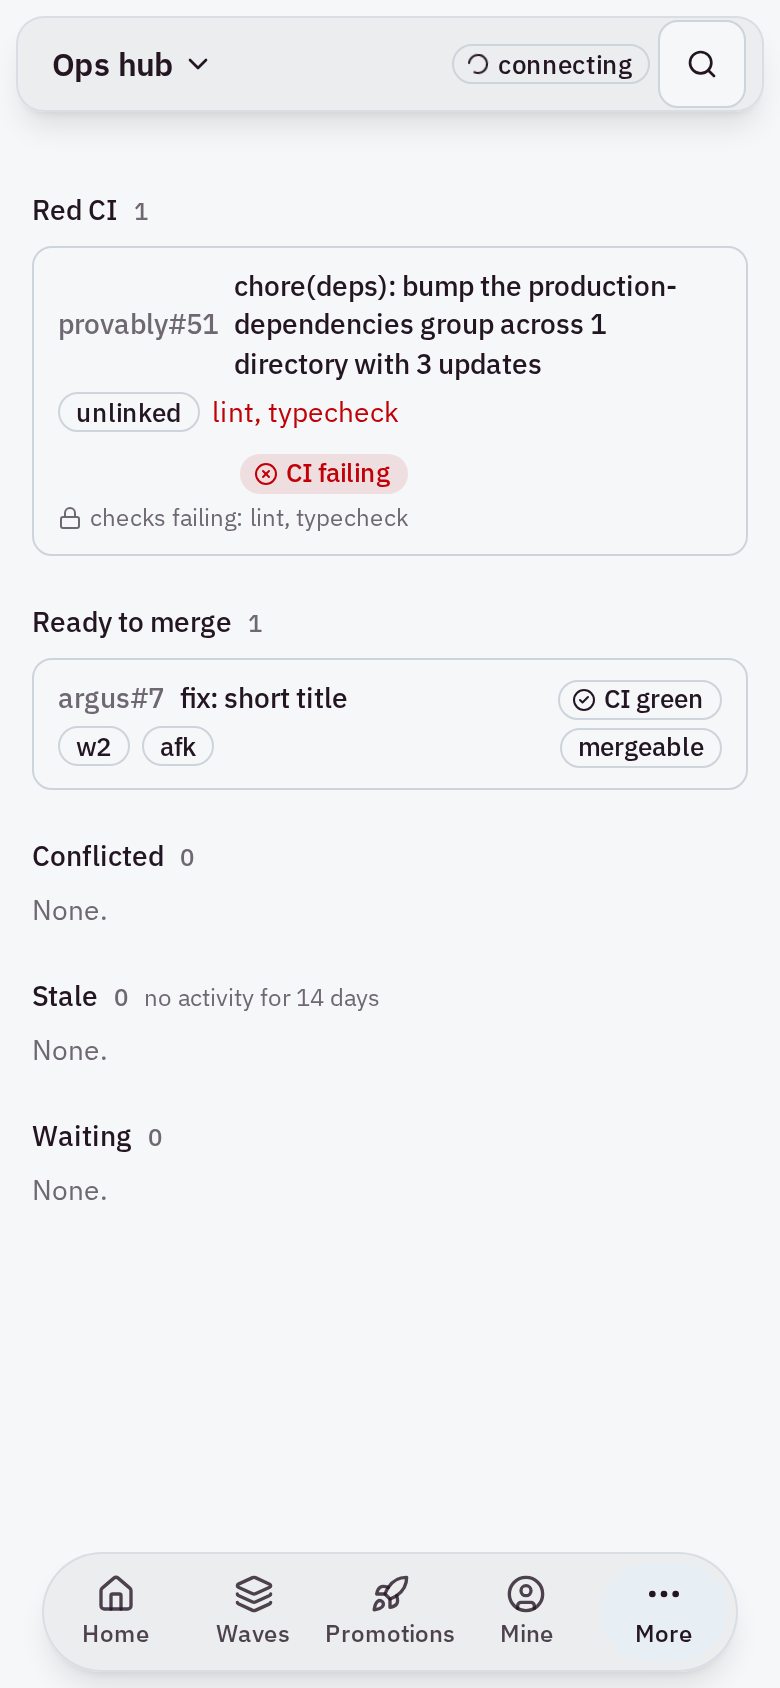 Ops hub
connecting
Red CI 1
provably#51
chore(deps): bump the production-
dependencies group across 1
directory with 3 updates
unlinked lint, typecheck
CI failing
checks failing: lint, typecheck
Ready to merge 1
argus#7 fix: short title CI green
w2 afk mergeable
Conflicted 0
None.
Stale 0 no activity for 14 days
None.
Waiting 0
None.
Home Waves Promotions Mine More